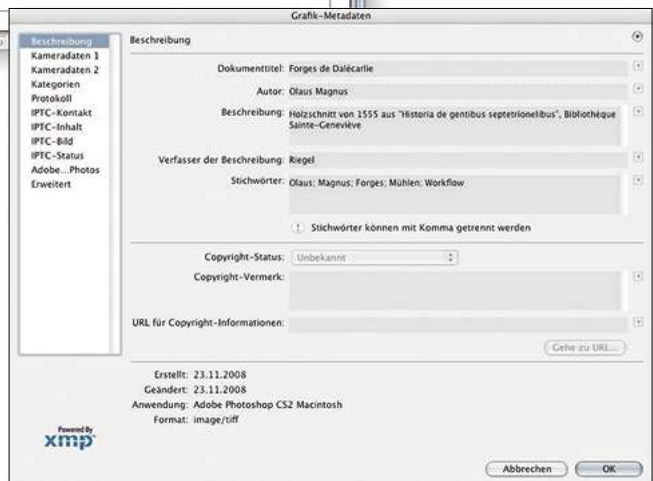 Grafik-Metadaten
Beschreibung
Kameradaten 1
Kameradaten 2
Kategorien
Protokoll
IPTC-Kontakt
IPTC-Inhalt
IPTC-Bild
IPTC-Status
Adobe...Photos
Erweitert
Beschreibung
Dokumenttitel: Forges de Dalécarlie
Autor: Olaus Magnus
Beschreibung: Holzschnitt von 1555 aus "Historia de gentibus septetrionelibus", Bibliothèque
Sainte-Geneviève
Verfasser der Beschreibung: Riegel
Stichwörter: Olaus; Magnus; Forges; Mühlen; Workflow
! Stichwörter können mit Komma getrennt werden
Copyright-Status: Unbekannt
Copyright-Vermerk:
URL für Copyright-Informationen:
Gehe zu URL...
Erstellt: 23.11.2008
Geändert: 23.11.2008
Anwendung: Adobe Photoshop CS2 Macintosh
Format: image/tiff
Powered By
xmp
Abbrechen
OK